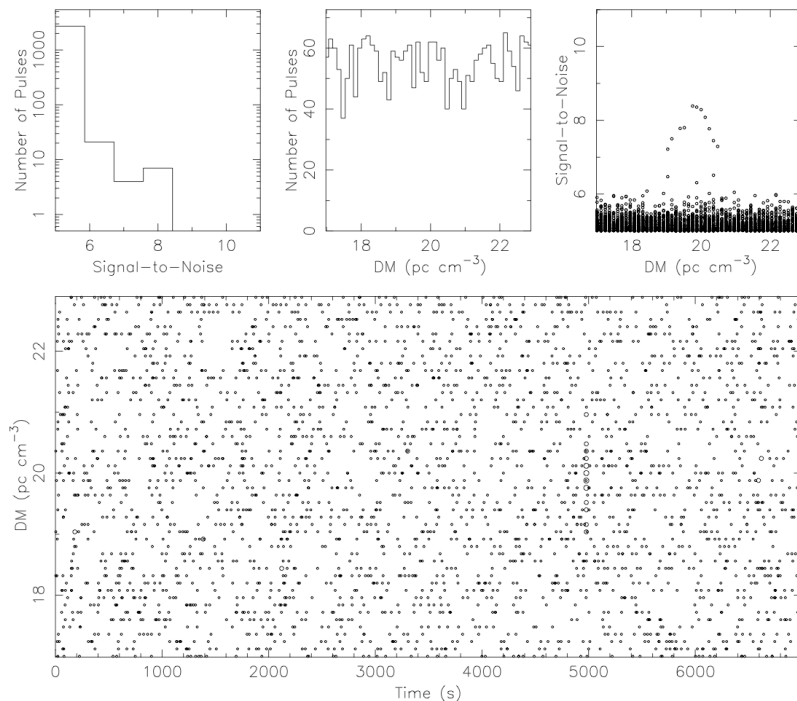 Number of Pulses
1000
100
10
1
6 8 10
Signal-to-Noise
Number of Pulses
60
40
20
0
18 20 22
DM (pc cm⁻³)
Signal-to-Noise
10
8
6
18 20 22
DM (pc cm⁻³)
DM (pc cm⁻³)
22
20
18
0 1000 2000 3000 4000 5000 6000
Time (s)